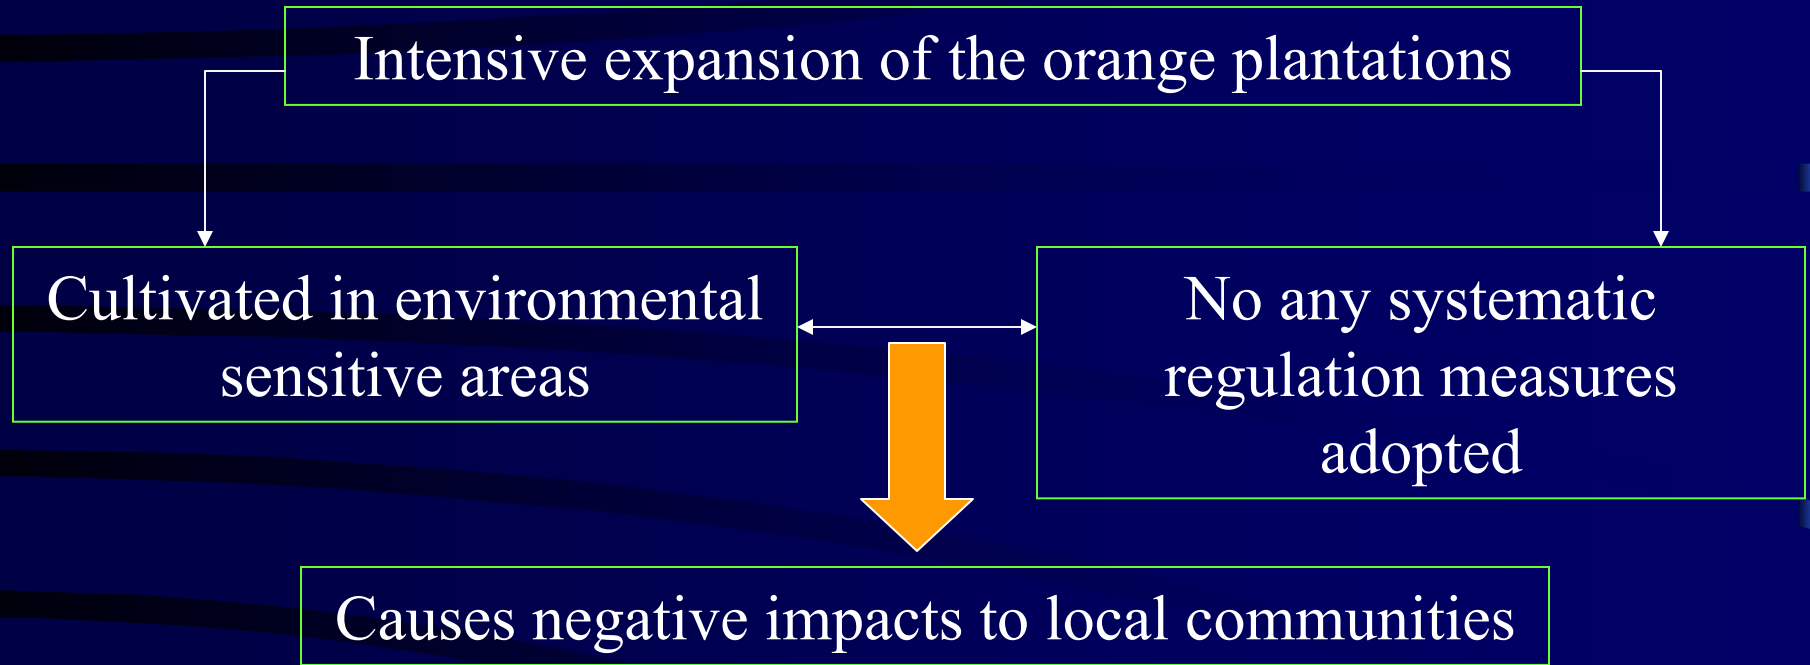 Intensive expansion of the orange plantations
Cultivated in environmental
sensitive areas
No any systematic
regulation measures
adopted
Causes negative impacts to local communities